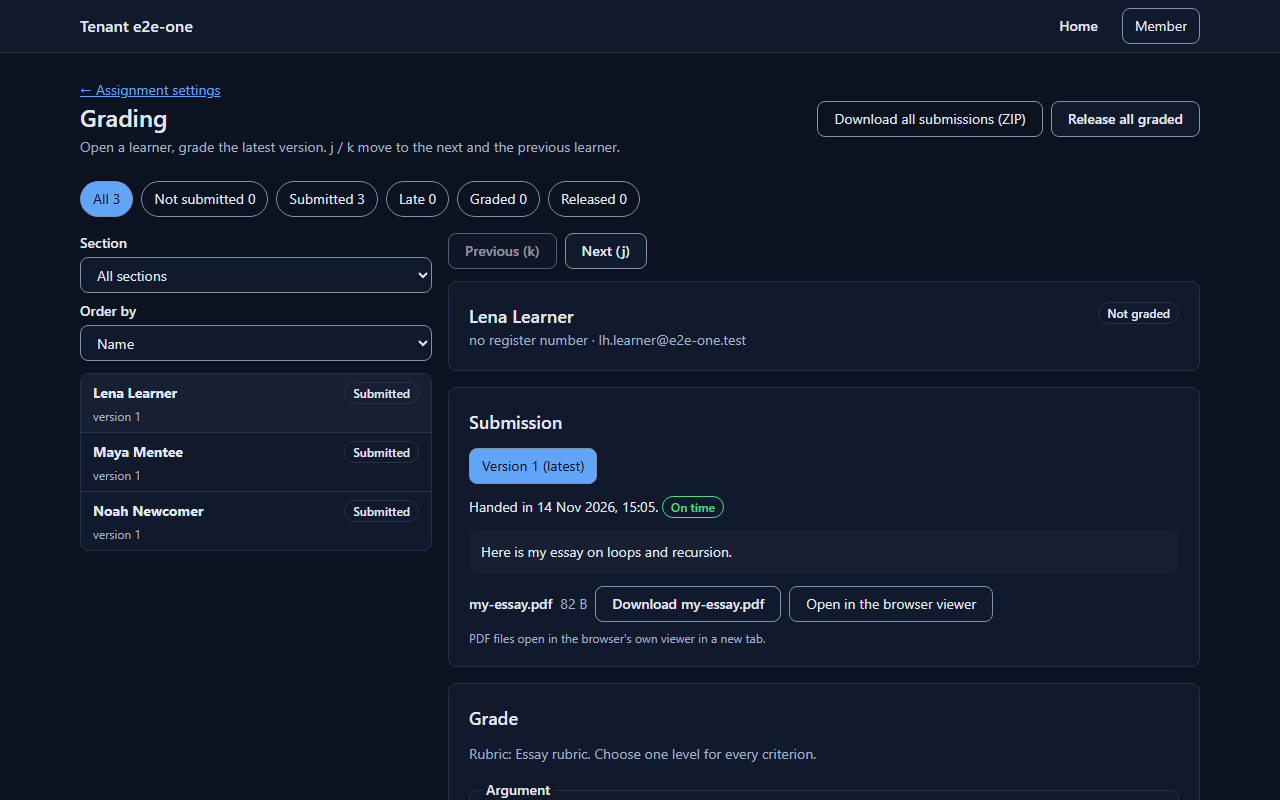 Tenant e2e-one
Home
Member
← Assignment settings
Grading
Open a learner, grade the latest version. j / k move to the next and the previous learner.
Download all submissions (ZIP)
Release all graded
All 3
Not submitted 0
Submitted 3
Late 0
Graded 0
Released 0
Section
All sections
Order by
Name
Lena Learner
Submitted
version 1
Maya Mentee
Submitted
version 1
Noah Newcomer
Submitted
version 1
Previous (k)
Next (j)
Lena Learner
Not graded
no register number · lh.learner@e2e-one.test
Submission
Version 1 (latest)
Handed in 14 Nov 2026, 15:05. On time
Here is my essay on loops and recursion.
my-essay.pdf 82 B
Download my-essay.pdf
Open in the browser viewer
PDF files open in the browser's own viewer in a new tab.
Grade
Rubric: Essay rubric. Choose one level for every criterion.
Argument